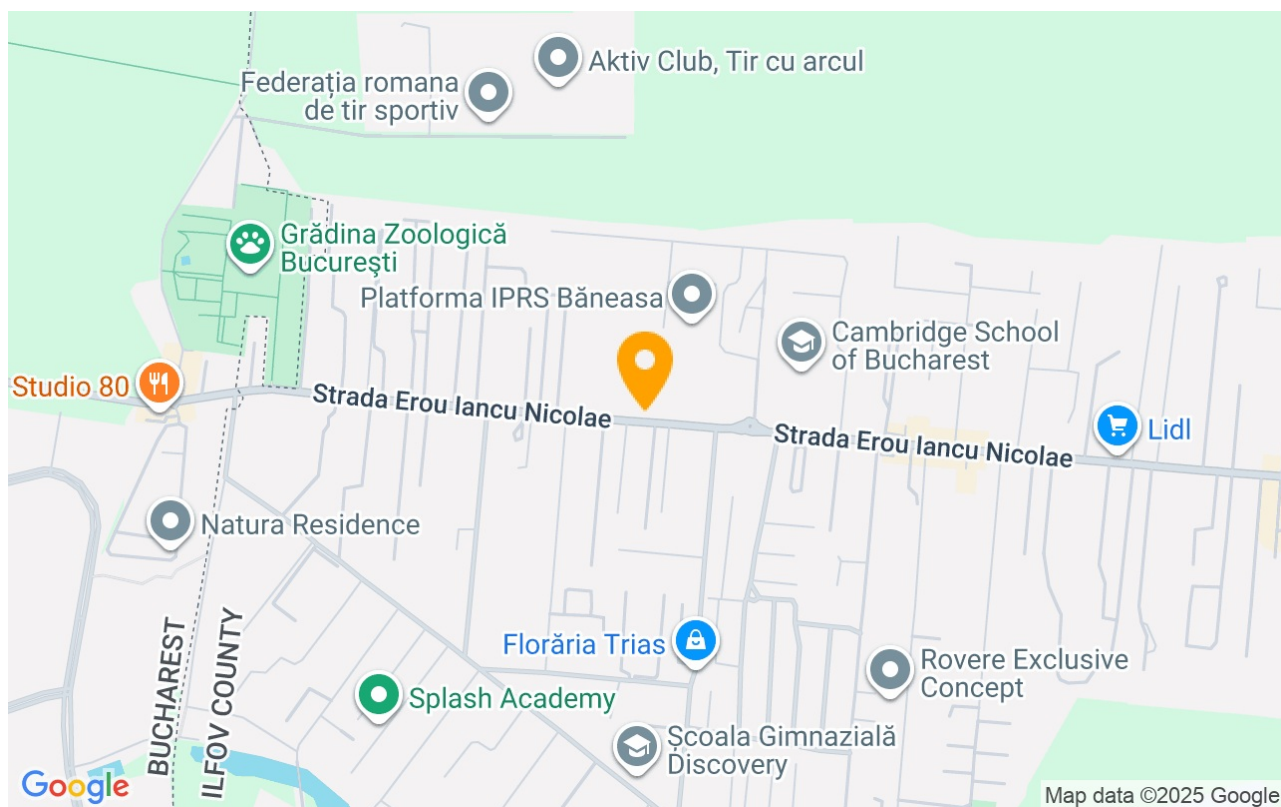 Aktiv Club, Tir cu arcul
Federația romana
de tir sportiv
Grădina Zoologică
Bucureşti
Platforma IPRS Băneasa
Cambridge School
of Bucharest
Studio 80
Strada Erou Iancu Nicolae
Strada Erou Iancu Nicolae
Lidl
Natura Residence
BUCHAREST
ILFOV COUNTY
Florăria Trias
Rovere Exclusive
Concept
Splash Academy
Școala Gimnazială
Discovery
Google
Map data ©2025 Google